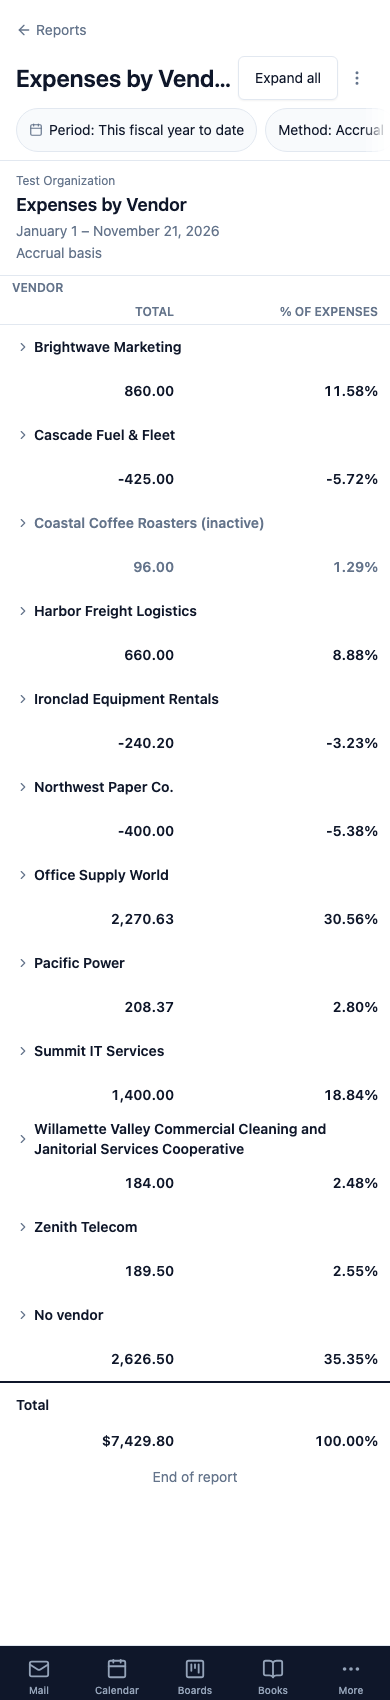 Reports
Expenses by Vend...
Expand all
Period: This fiscal year to date
Method: Accrual
Test Organization
Expenses by Vendor
January 1 – November 21, 2026
Accrual basis
VENDOR
TOTAL % OF EXPENSES
Brightwave Marketing
860.00 11.58%
Cascade Fuel & Fleet
-425.00 -5.72%
Coastal Coffee Roasters (inactive)
96.00 1.29%
Harbor Freight Logistics
660.00 8.88%
Ironclad Equipment Rentals
-240.20 -3.23%
Northwest Paper Co.
-400.00 -5.38%
Office Supply World
2,270.63 30.56%
Pacific Power
208.37 2.80%
Summit IT Services
1,400.00 18.84%
Willamette Valley Commercial Cleaning and
Janitorial Services Cooperative
184.00 2.48%
Zenith Telecom
189.50 2.55%
No vendor
2,626.50 35.35%
Total
$7,429.80 100.00%
End of report
Mail Calendar Boards Books More